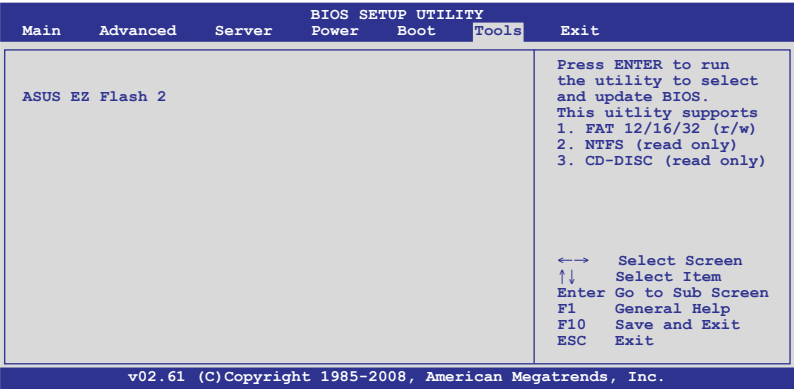 BIOS SETUP UTILITY
Main Advanced Server Power Boot Tools Exit
ASUS EZ Flash 2
Press ENTER to run
the utility to select
and update BIOS.
This uitlity supports
1. FAT 12/16/32 (r/w)
2. NTFS (read only)
3. CD-DISC (read only)
←→ Select Screen
↑↓ Select Item
Enter Go to Sub Screen
F1 General Help
F10 Save and Exit
ESC Exit
v02.61 (C)Copyright 1985-2008, American Megatrends, Inc.